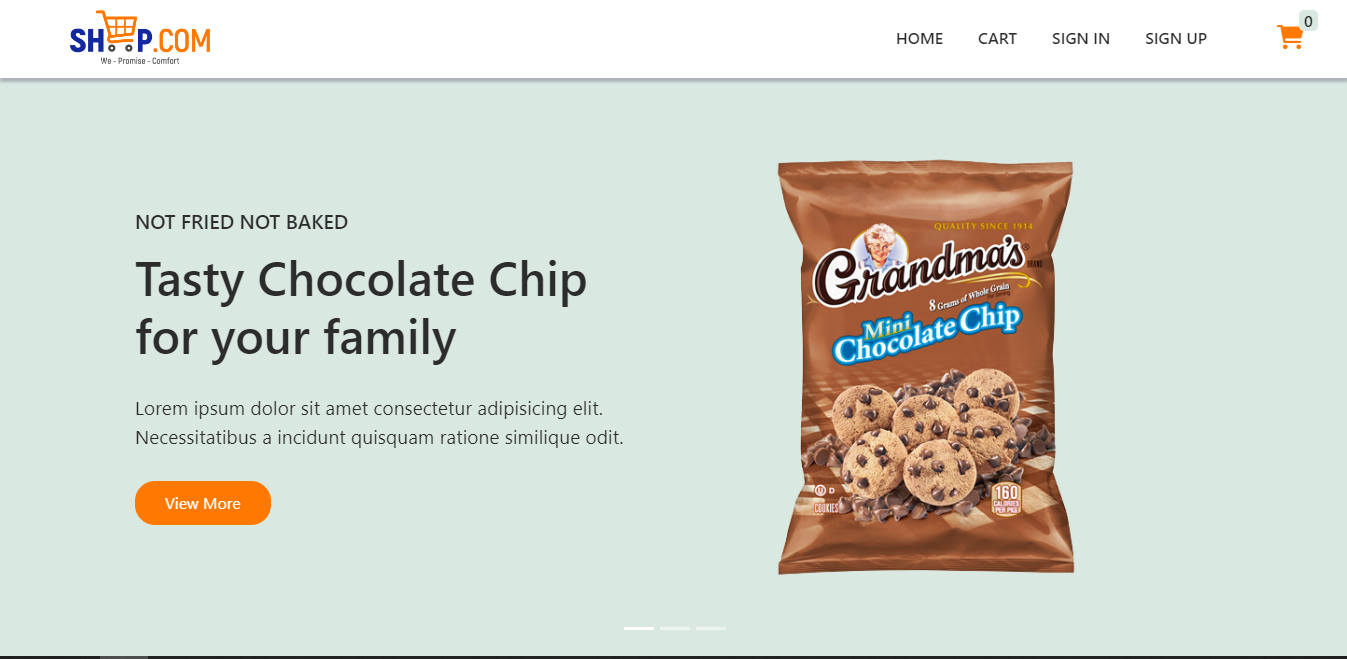 SHOP.COM
We - Promise - Comfort
HOME CART SIGN IN SIGN UP
0
NOT FRIED NOT BAKED
Tasty Chocolate Chip
for your family
Lorem ipsum dolor sit amet consectetur adipisicing elit.
Necessitatibus a incidunt quisquam ratione similique odit.
View More
QUALITY SINCE 1914
Grandma's®
BRAND
8 Grams of Whole Grain
Per Serving
Mini
Chocolate Chip
U D
COOKIES
160
CALORIES
PER PKG